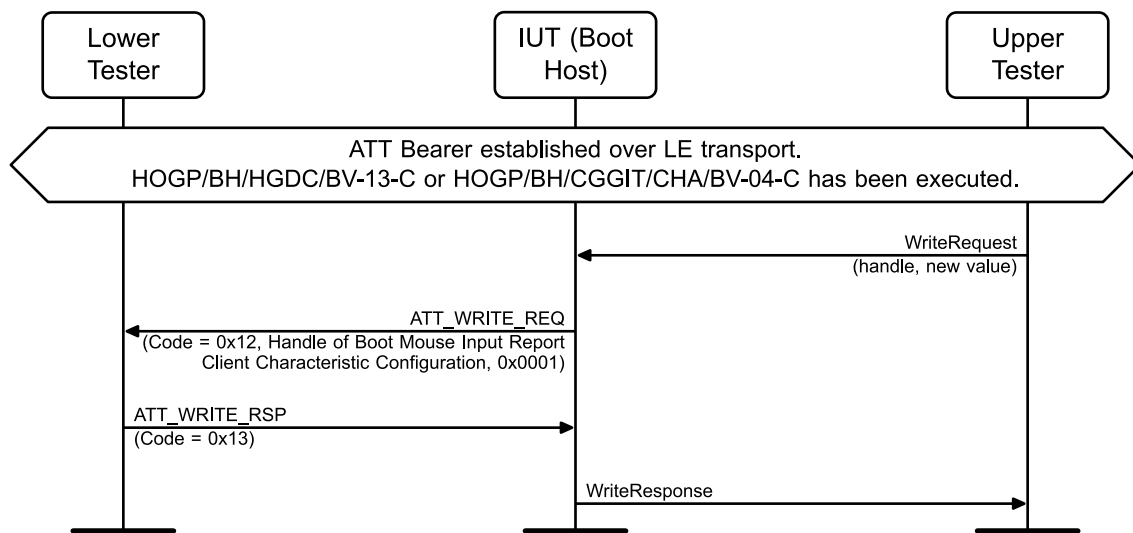 Lower
Tester
IUT (Boot
Host)
Upper
Tester
ATT Bearer established over LE transport.
HOGP/BH/HGDC/BV-13-C or HOGP/BH/CGGIT/CHA/BV-04-C has been executed.
WriteRequest
(handle, new value)
ATT_WRITE_REQ
(Code = 0x12, Handle of Boot Mouse Input Report
Client Characteristic Configuration, 0x0001)
ATT_WRITE_RSP
(Code = 0x13)
WriteResponse